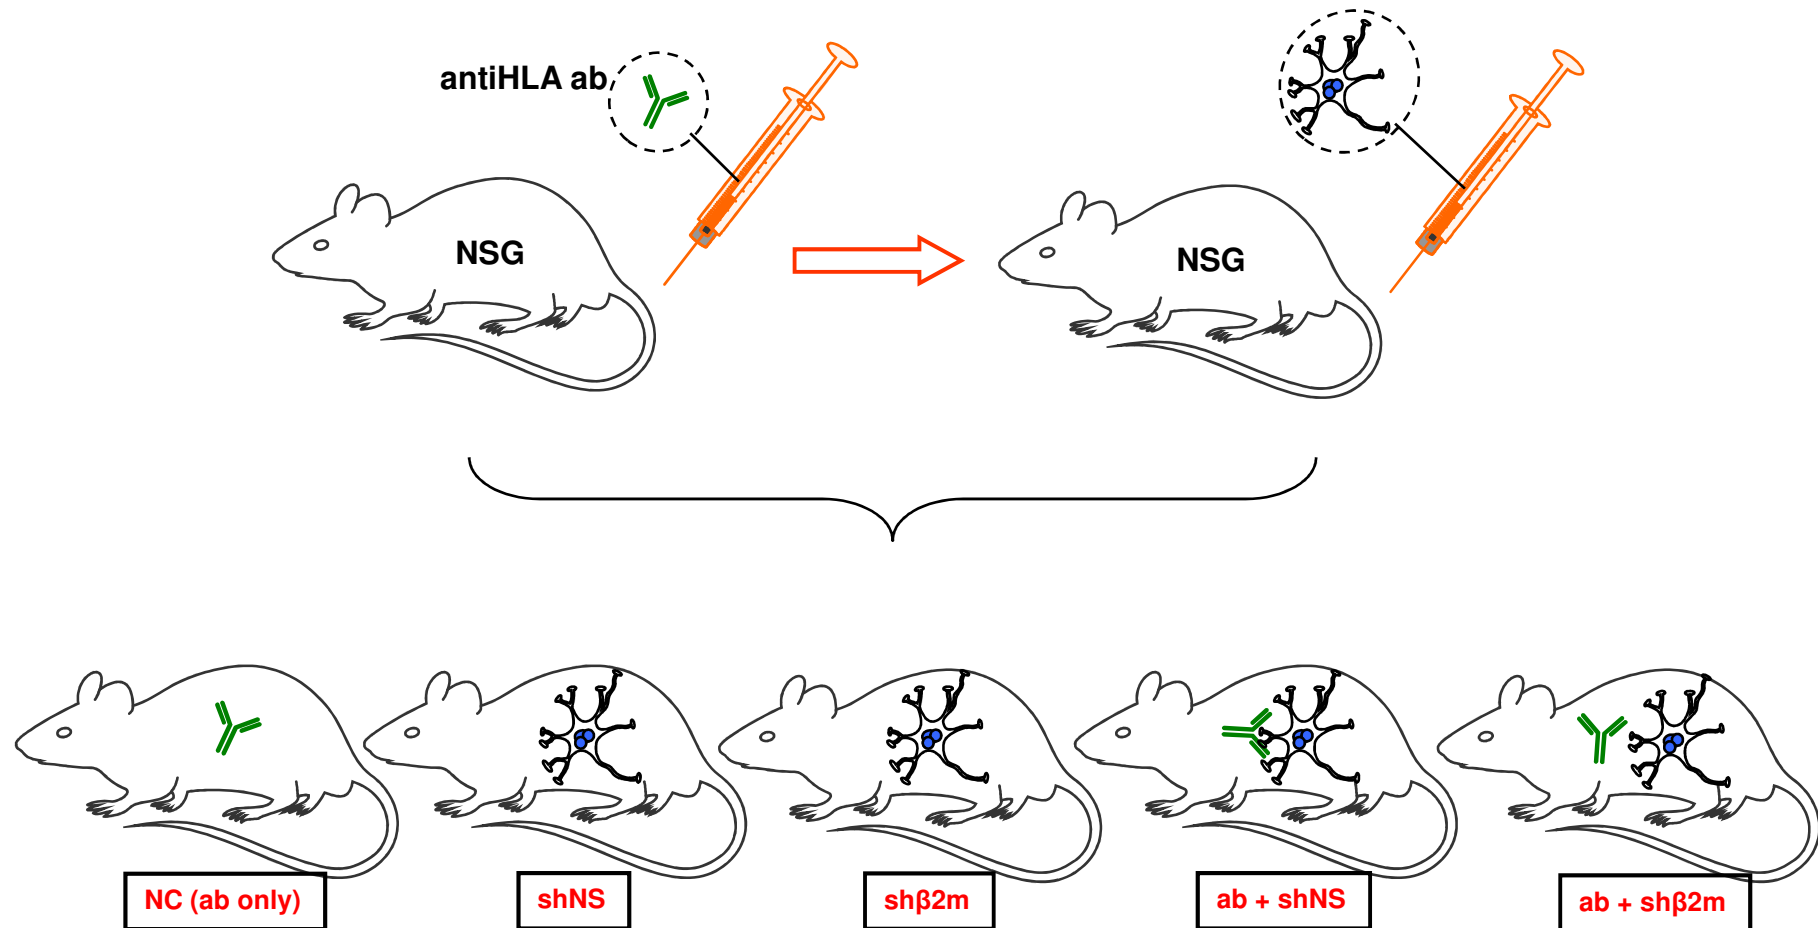 antiHLA ab
NSG
NSG
NC (ab only)
shNS
shβ2m
ab + shNS
ab + shβ2m